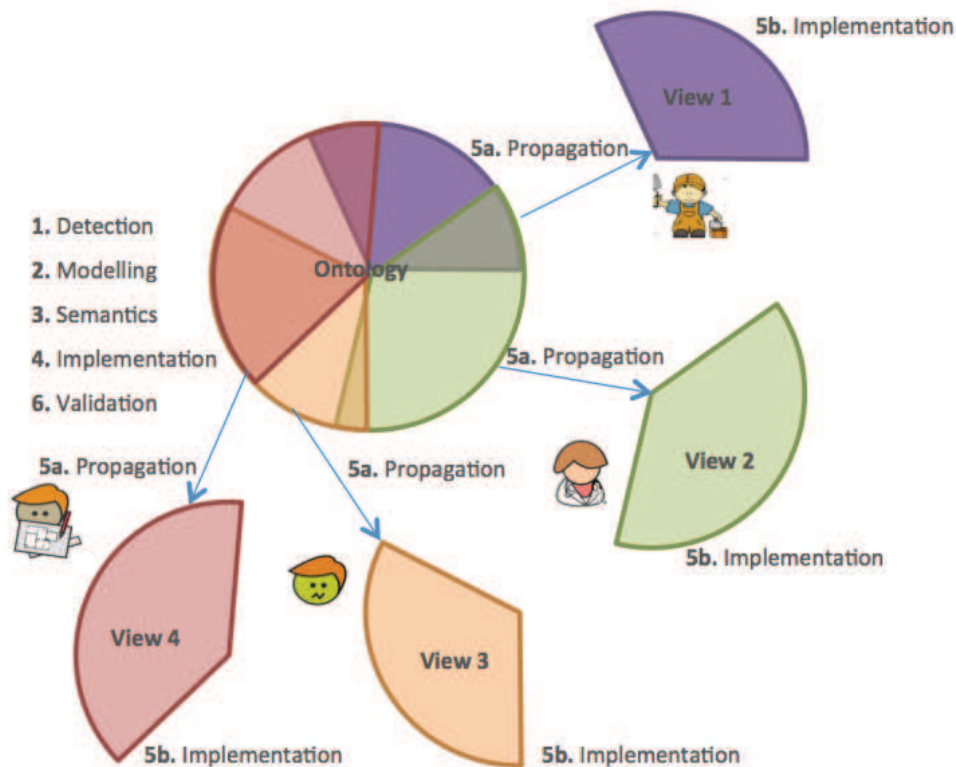 5b. Implementation
View 1
5a. Propagation
1. Detection
2. Modelling
3. Semantics
4. Implementation
6. Validation
Ontology
5a. Propagation
View 2
5b. Implementation
5a. Propagation
View 4
5b. Implementation
5a. Propagation
View 3
5b. Implementation